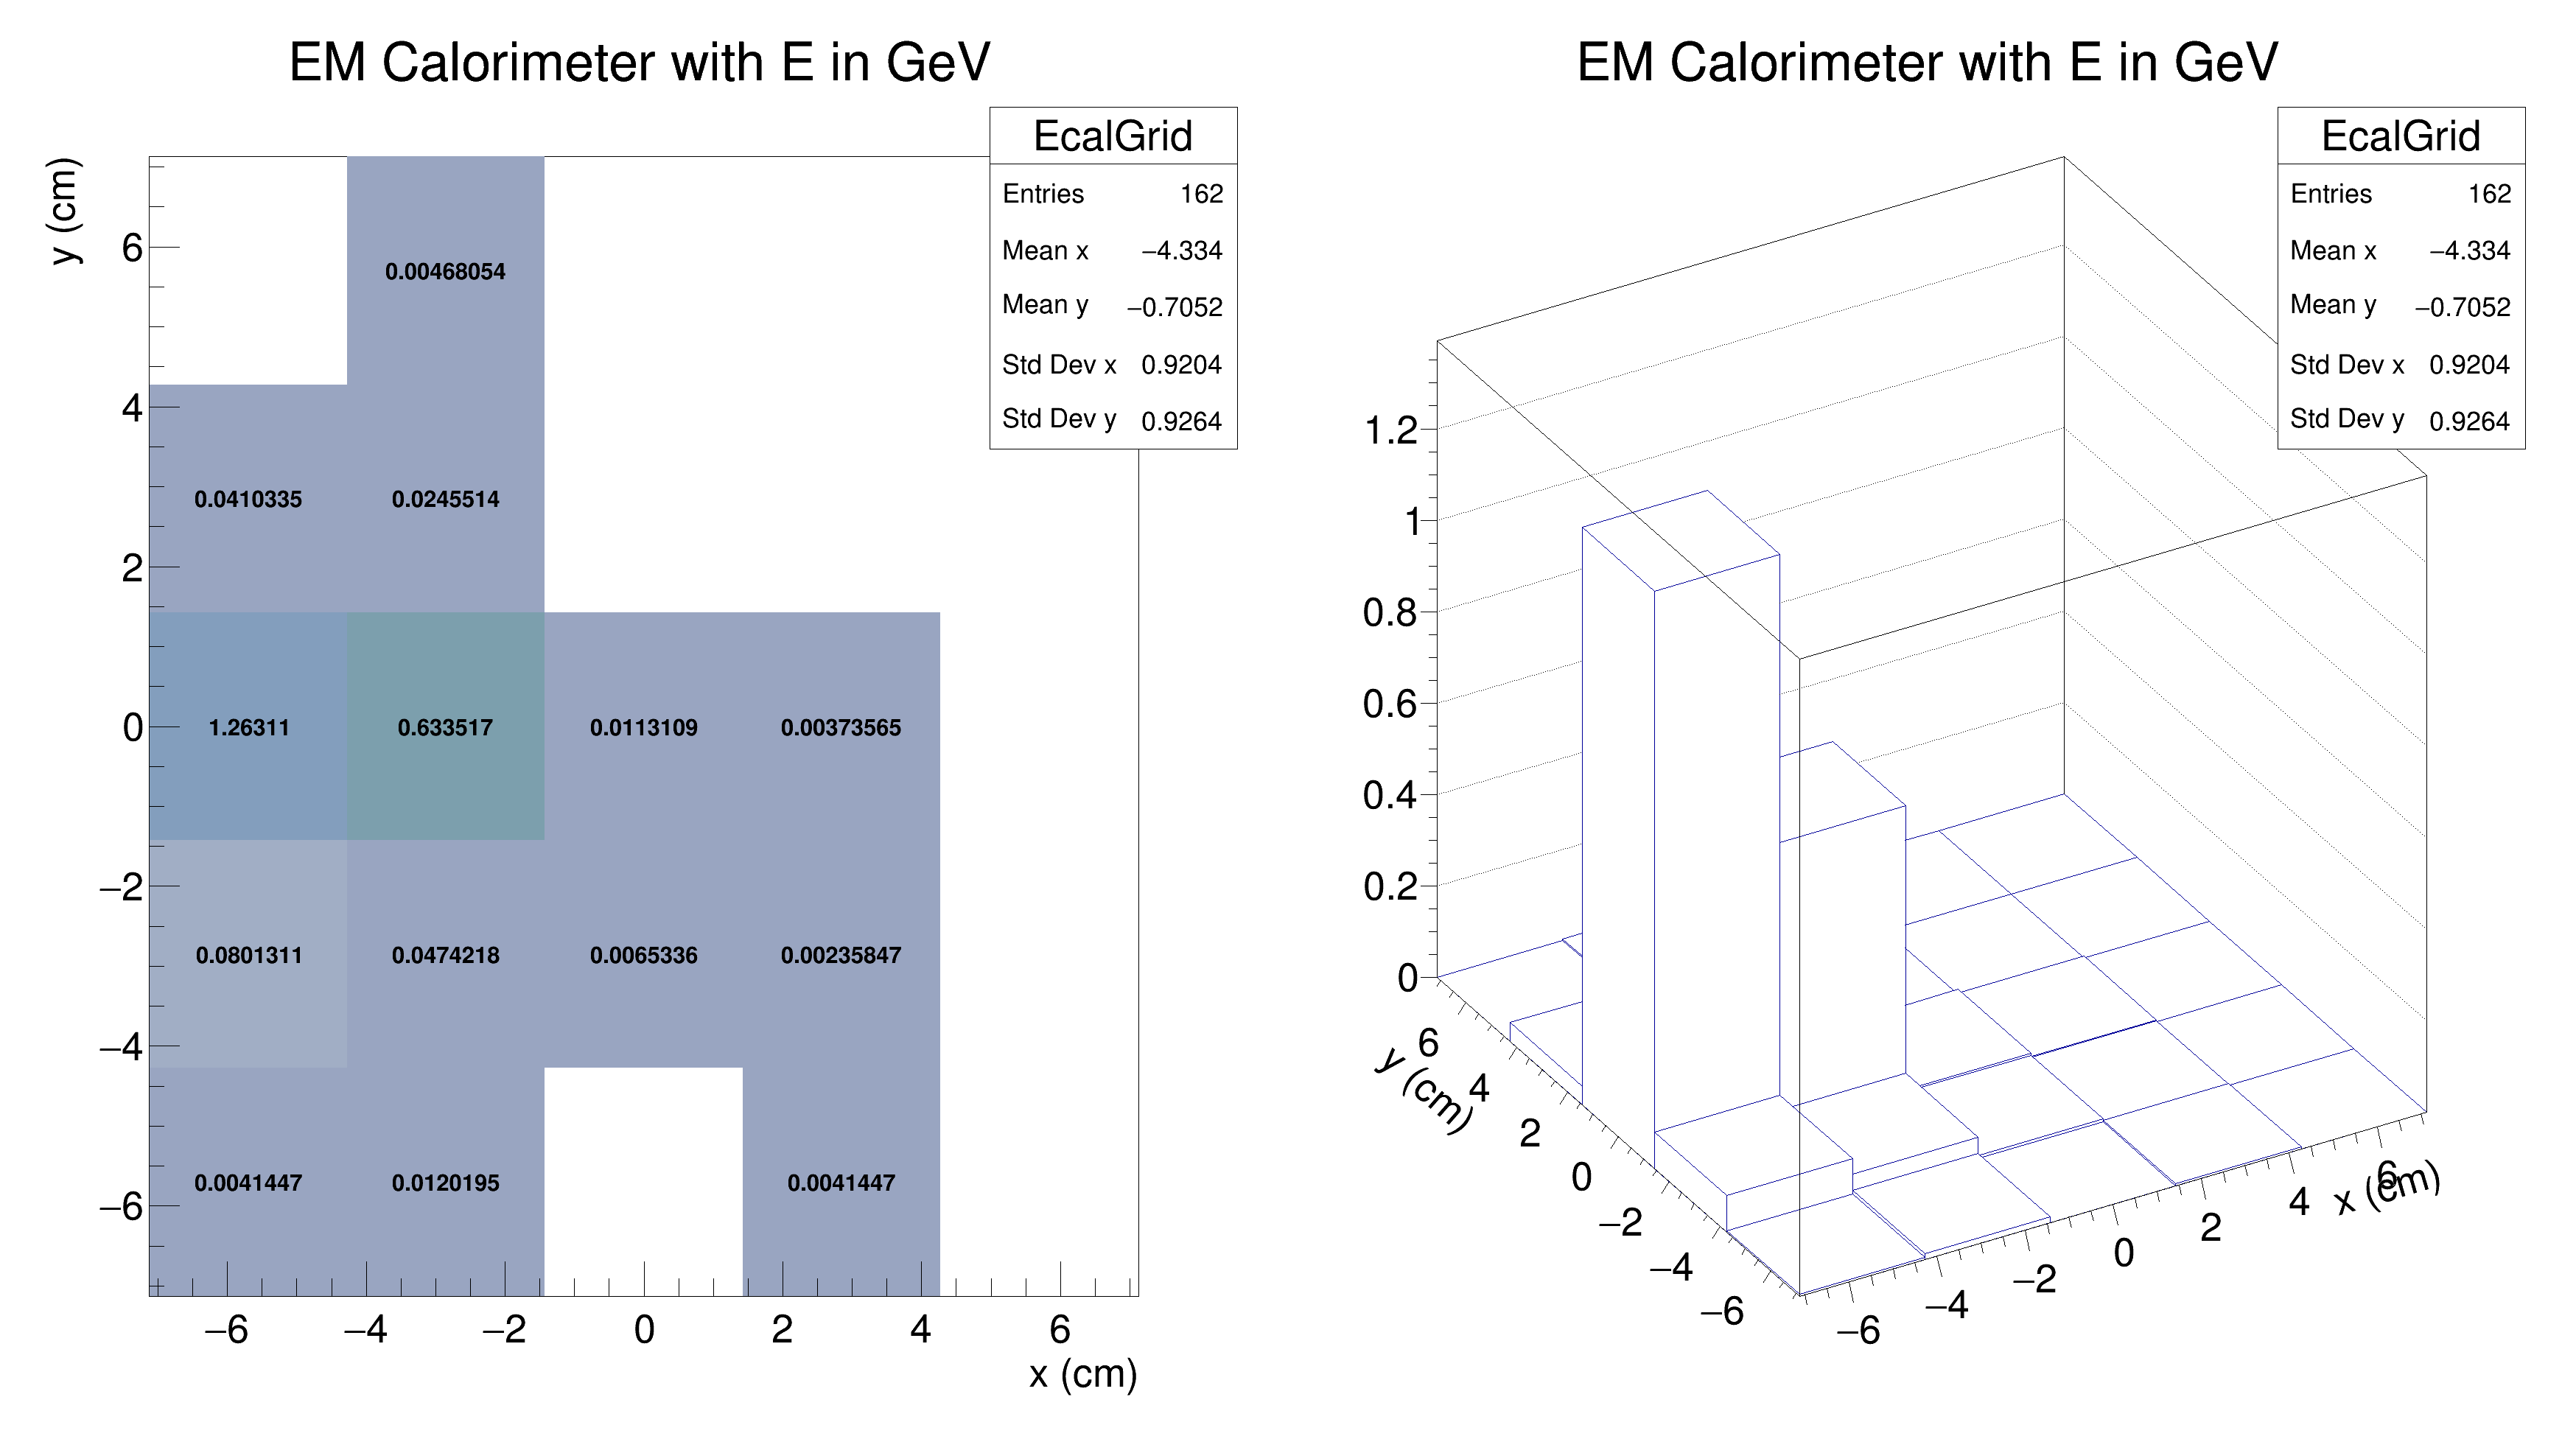 EM Calorimeter with E in GeV
EcalGrid
Entries 162
Mean x −4.334
Mean y −0.7052
Std Dev x 0.9204
Std Dev y 0.9264
y (cm)
6
4
2
0
−2
−4
−6
0.00468054
0.0410335 0.0245514
1.26311 0.633517 0.0113109 0.00373565
0.0801311 0.0474218 0.0065336 0.00235847
0.0041447 0.0120195 0.0041447
−6 −4 −2 0 2 4 6
x (cm)
EM Calorimeter with E in GeV
EcalGrid
Entries 162
Mean x −4.334
Mean y −0.7052
Std Dev x 0.9204
Std Dev y 0.9264
1.2
1
0.8
0.6
0.4
0.2
0
6
4
2
0
−2
−4
−6
y (cm)
−6
−4
−2
0
2
4
6
x (cm)